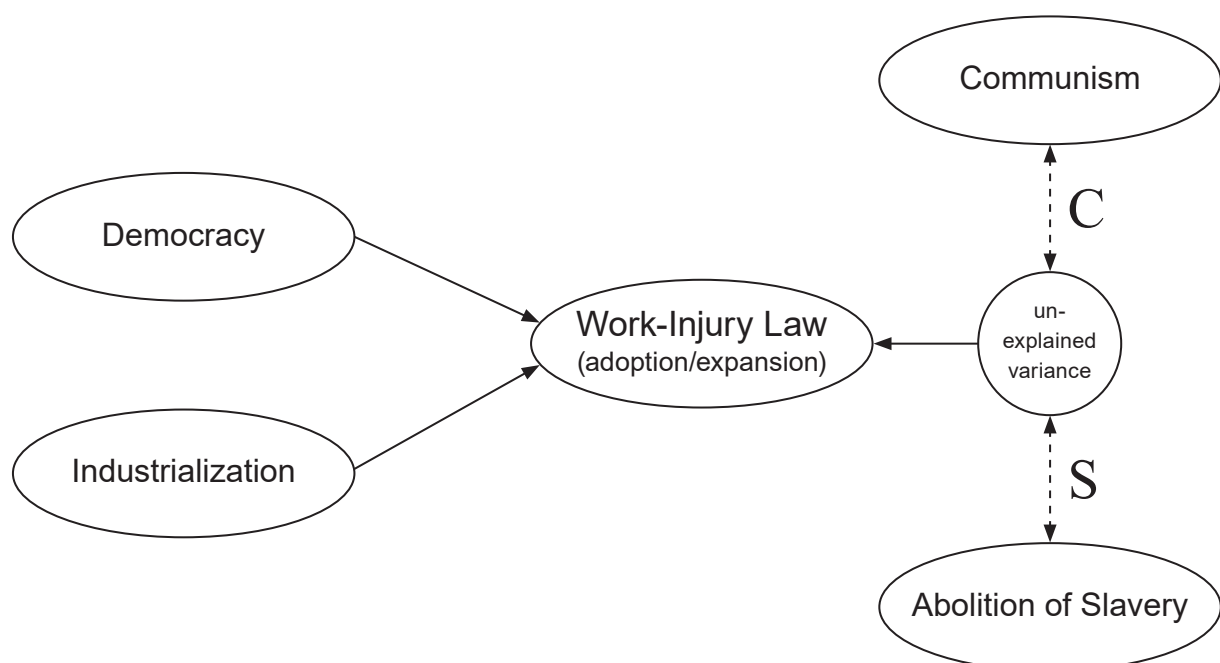 Communism
C
Democracy
Work-Injury Law
(adoption/expansion)
un-
explained
variance
Industrialization
S
Abolition of Slavery